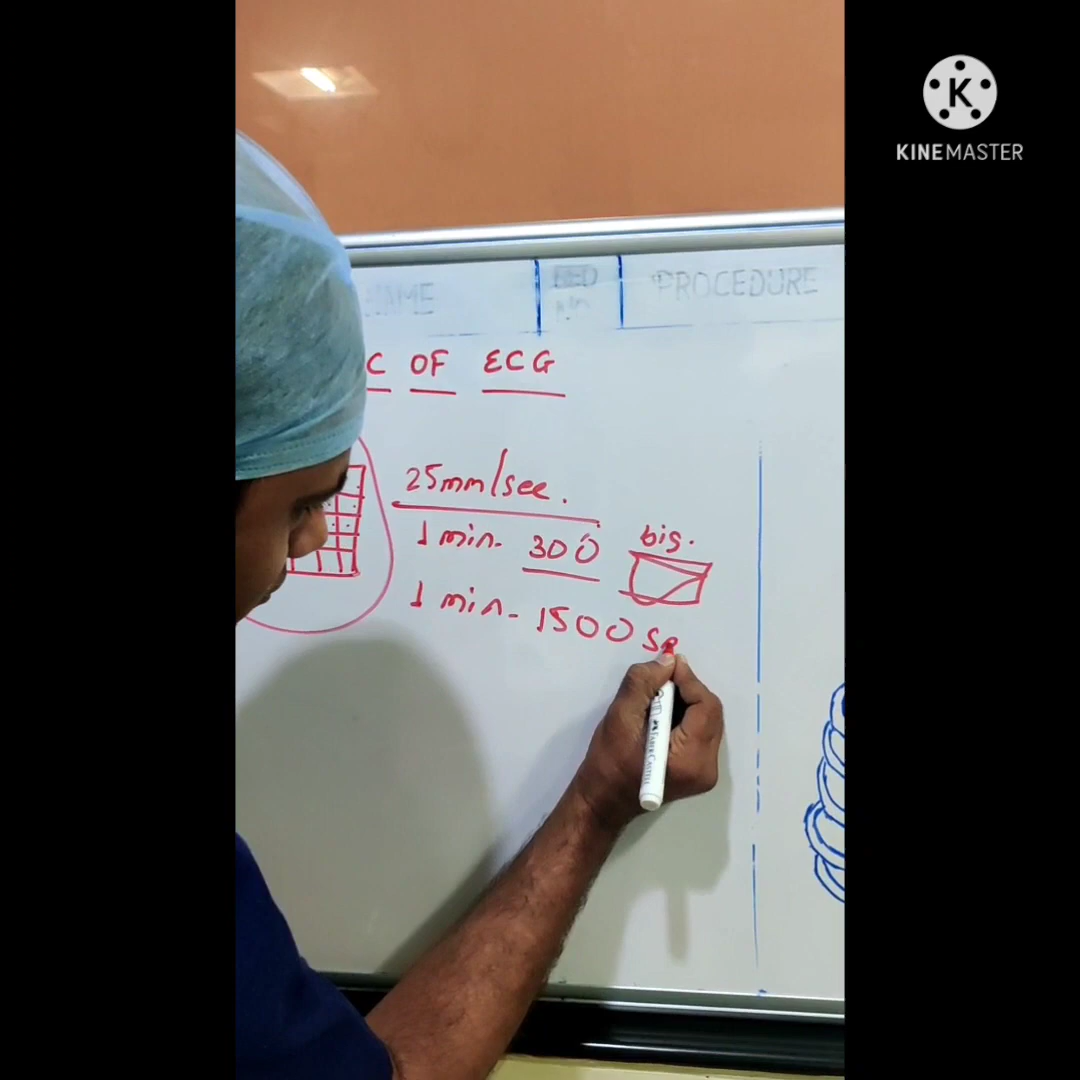 K
KINEMASTER
PROCEDURE
C OF ECG
25mm/sec.
1 min. 300 big.
1 min - 1500